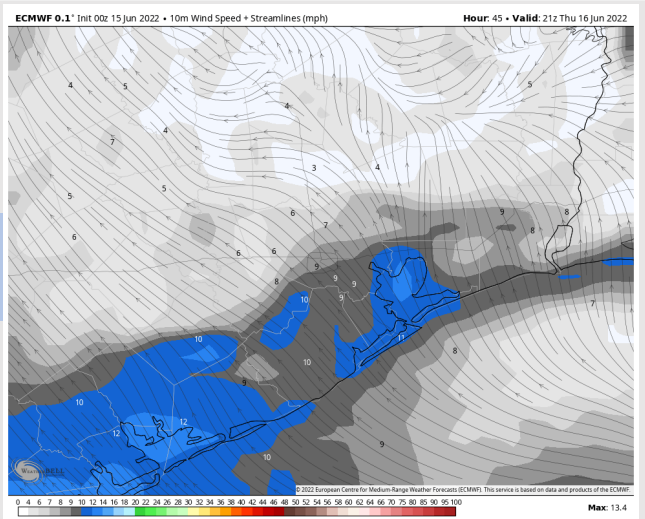 ECMWF 0.1° Init 00z 15 Jun 2022 • 10m Wind Speed + Streamlines (mph) Hour: 45 • Valid: 21z Thu 16 Jun 2022
4 5 5
4
4
7
3 4
5 5
6 9 8
7 8
6 6 6
9
8 9 9
10 9 7
11
10
8
10 9
10
12 12
9
10
WeatherBELL
© 2022 European Centre for Medium-Range Weather Forecasts (ECMWF). This service is based on data and products of the ECMWF.
0 4 6 7 8 9 10 12 14 16 18 20 22 24 26 28 30 32 34 36 38 40 42 44 46 48 50 52 54 56 58 60 62 64 66 70 75 80 85 90 95 100
Max: 13.4